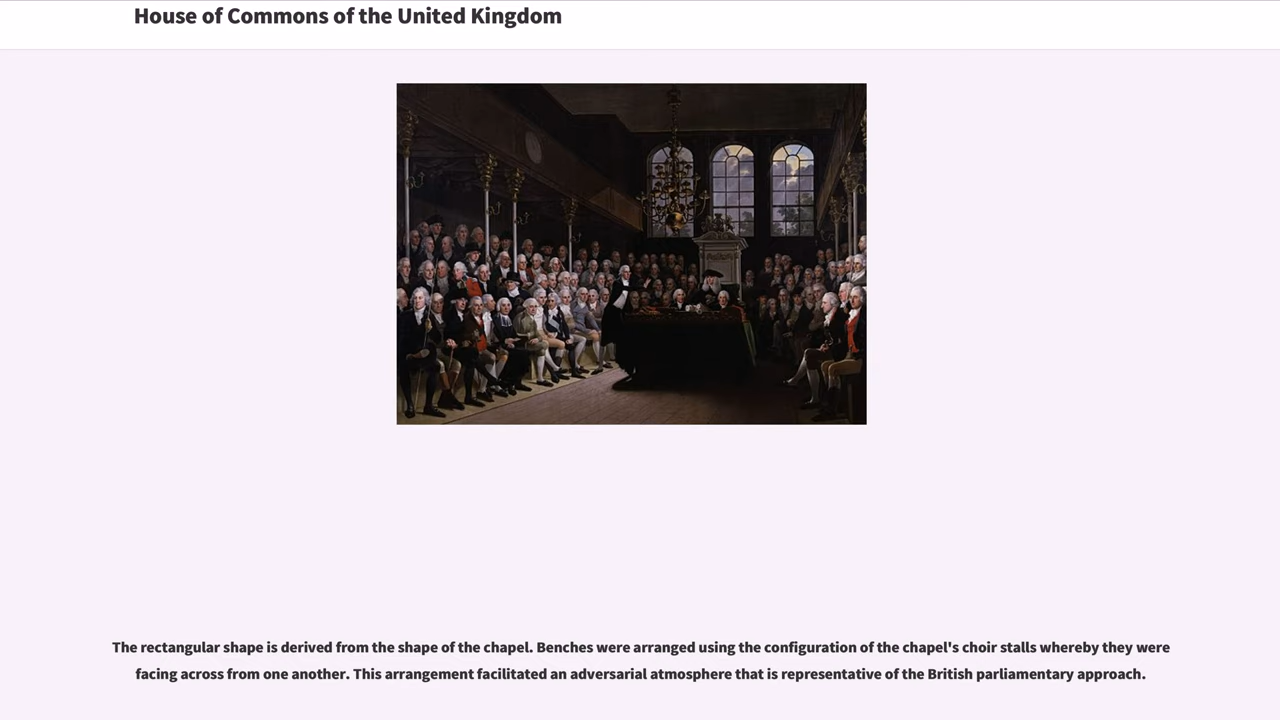 House of Commons of the United Kingdom
The rectangular shape is derived from the shape of the chapel. Benches were arranged using the configuration of the chapel's choir stalls whereby they were
facing across from one another. This arrangement facilitated an adversarial atmosphere that is representative of the British parliamentary approach.